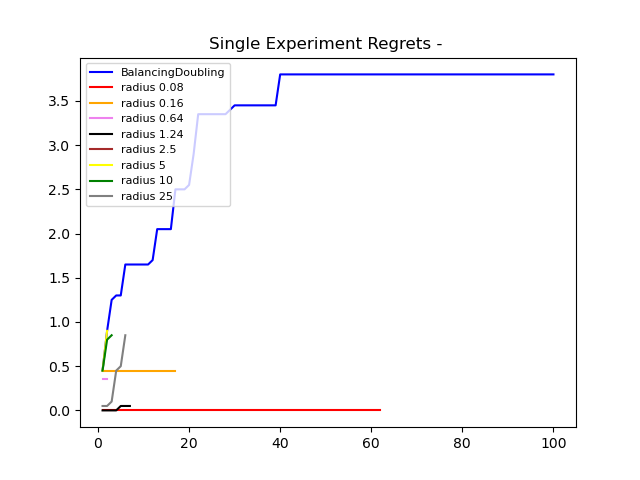 Single Experiment Regrets -
BalancingDoubling
radius 0.08
radius 0.16
radius 0.64
radius 1.24
radius 2.5
radius 5
radius 10
radius 25
3.5
3.0
2.5
2.0
1.5
1.0
0.5
0.0
0 20 40 60 80 100